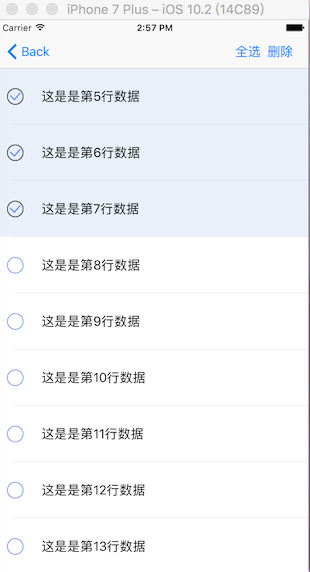 iPhone 7 Plus – iOS 10.2 (14C89)
Carrier 2:57 PM
Back 全选 删除
这是是第5行数据
这是是第6行数据
这是是第7行数据
这是是第8行数据
这是是第9行数据
这是是第10行数据
这是是第11行数据
这是是第12行数据
这是是第13行数据